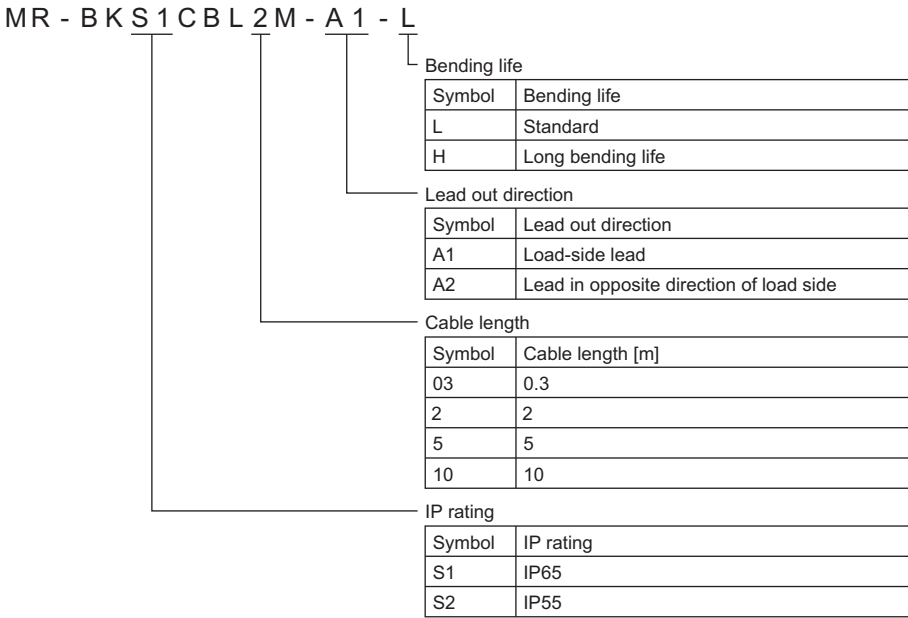 MR-BKS1CBL2M-A1-L
Bending life
Symbol Bending life
L Standard
H Long bending life
Lead out direction
Symbol Lead out direction
A1 Load-side lead
A2 Lead in opposite direction of load side
Cable length
Symbol Cable length [m]
03 0.3
2 2
5 5
10 10
IP rating
Symbol IP rating
S1 IP65
S2 IP55